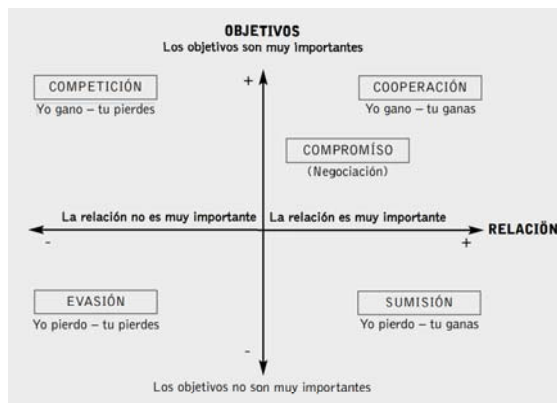 OBJETIVOS
Los objetivos son muy importantes
COMPETICIÓN
+
COOPERACIÓN
Yo gano – tu pierdes
Yo gano – tu ganas
COMPROMÍSO
(Negociación)
La relación no es muy importante
La relación es muy importante
RELACIÖN
-
+
EVASIÓN
SUMISIÓN
Yo pierdo – tu pierdes
Yo pierdo – tu ganas
-
Los objetivos no son muy importantes